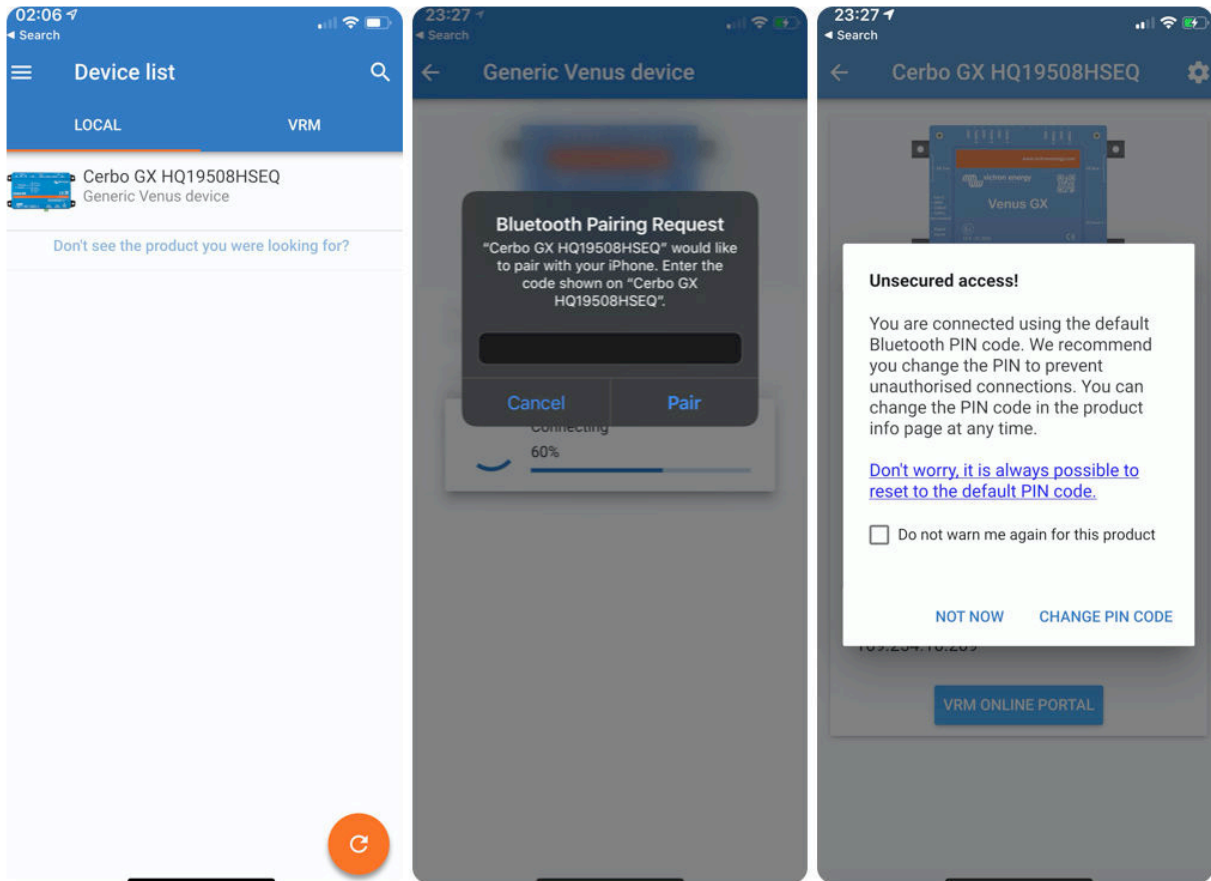 02:06
◀ Search
Device list
LOCAL
VRM
Cerbo GX HQ19508HSEQ
Generic Venus device
Don't see the product you were looking for?
23:27
◀ Search
Generic Venus device
Bluetooth Pairing Request
"Cerbo GX HQ19508HSEQ" would like
to pair with your iPhone. Enter the
code shown on "Cerbo GX
HQ19508HSEQ".
Cancel
Pair
Connecting
60%
23:27
◀ Search
Cerbo GX HQ19508HSEQ
victron energy
Venus GX
Unsecured access!
You are connected using the default
Bluetooth PIN code. We recommend
you change the PIN to prevent
unauthorised connections. You can
change the PIN code in the product
info page at any time.
Don't worry, it is always possible to
reset to the default PIN code.
Do not warn me again for this product
NOT NOW
CHANGE PIN CODE
VRM ONLINE PORTAL